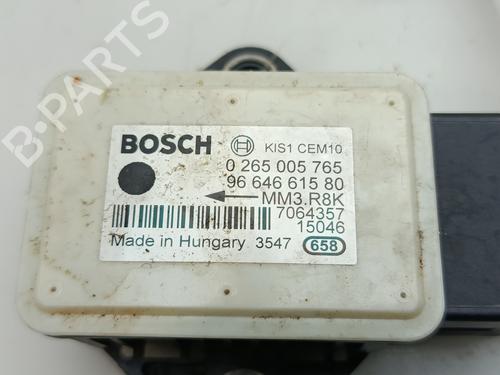 BOSCH KIS1 CEM10
0 265 005 765
96 646 615 80
MM3.R8K
7064357
15046
Made in Hungary 3547 658
B-PARTS